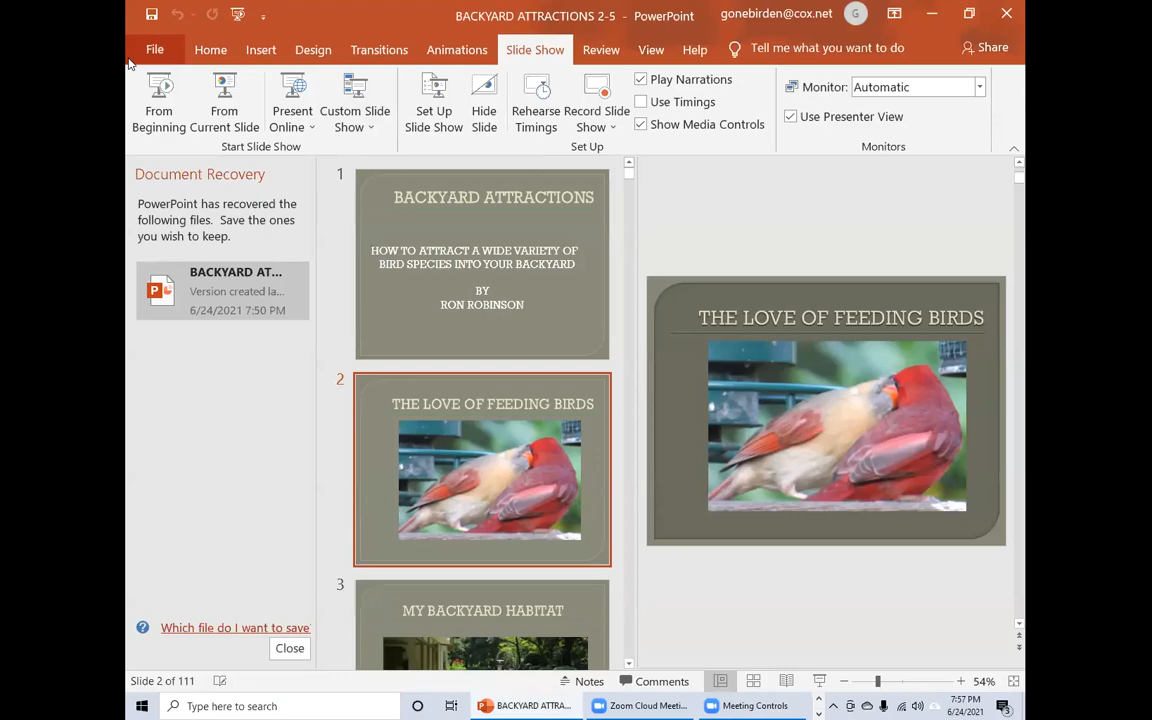 BACKYARD ATTRACTIONS 2-5 - PowerPoint
gonebirden@cox.net
G
File Home Insert Design Transitions Animations Slide Show Review View Help Tell me what you want to do Share
From Beginning
From Current Slide
Present Online
Custom Slide Show
Start Slide Show
Set Up Slide Show
Hide Slide
Rehearse Timings
Record Slide Show
Play Narrations
Use Timings
Show Media Controls
Set Up
Monitor: Automatic
Use Presenter View
Monitors
Document Recovery
PowerPoint has recovered the
following files. Save the ones
you wish to keep.
BACKYARD AT...
Version created la...
6/24/2021 7:50 PM
Which file do I want to save
Close
1
BACKYARD ATTRACTIONS
HOW TO ATTRACT A WIDE VARIETY OF
BIRD SPECIES INTO YOUR BACKYARD
BY
RON ROBINSON
2
THE LOVE OF FEEDING BIRDS
3
MY BACKYARD HABITAT
THE LOVE OF FEEDING BIRDS
Slide 2 of 111
Notes
Comments
54%
Type here to search
BACKYARD ATTRA...
Zoom Cloud Meeti...
Meeting Controls
7:57 PM
6/24/2021
3